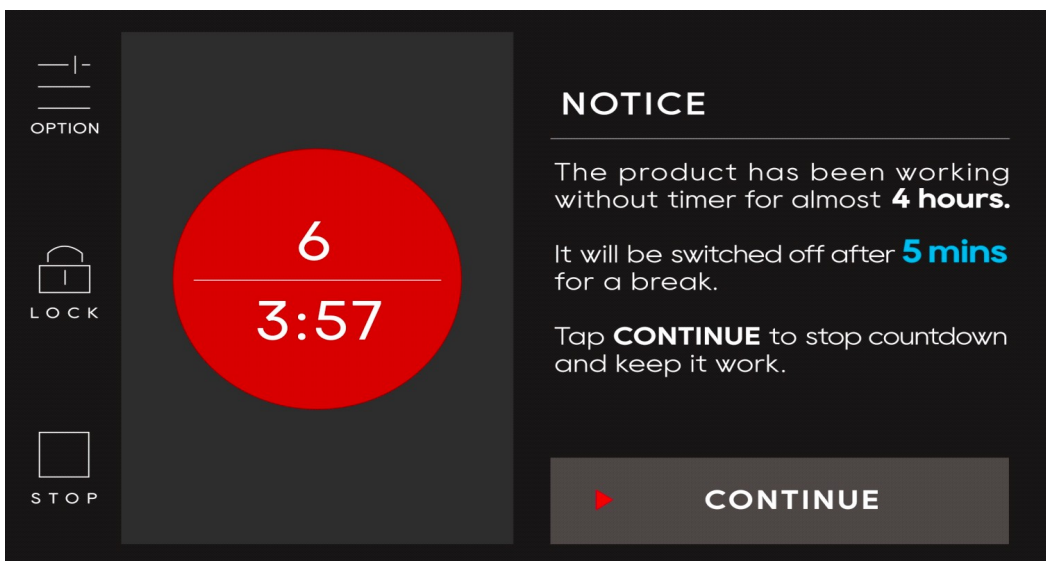 OPTION
LOCK
STOP
6
3:57
NOTICE
The product has been working
without timer for almost 4 hours.
It will be switched off after 5 mins
for a break.
Tap CONTINUE to stop countdown
and keep it work.
CONTINUE